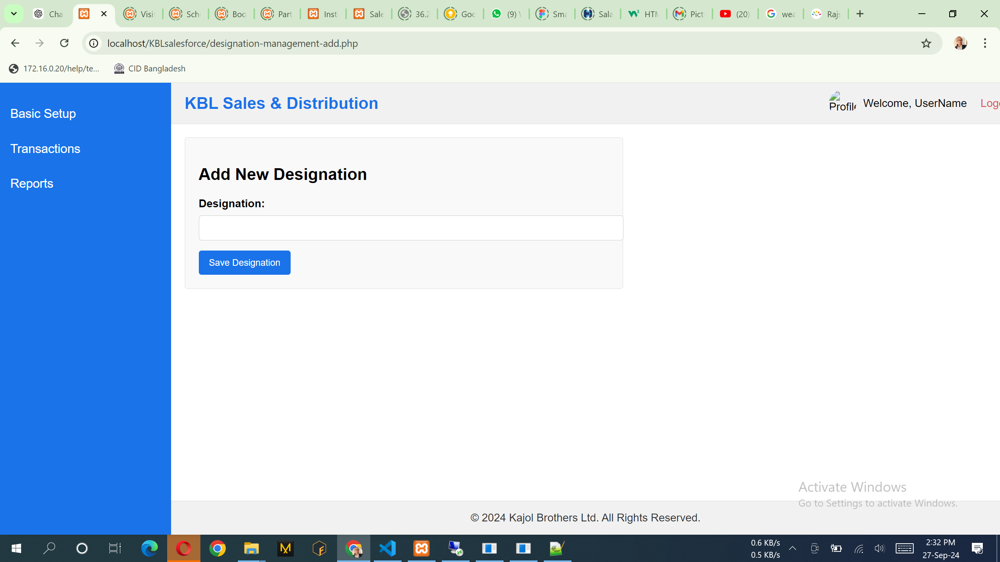 Cha
Visit
Sch
Boo
Part
Inst
Sale
36.2
Goo
(9)
Sma
Sala
HTM
Pict
(20)
wea
Rajs
localhost/KBLsalesforce/designation-management-add.php
172.16.0.20/help/te...
CID Bangladesh
KBL Sales & Distribution
Profile
Welcome, UserName
Logo
Basic Setup
Transactions
Reports
Add New Designation
Designation:
Save Designation
Activate Windows
Go to Settings to activate Windows.
© 2024 Kajol Brothers Ltd. All Rights Reserved.
0.6 KB/s
0.5 KB/s
2:32 PM
27-Sep-24